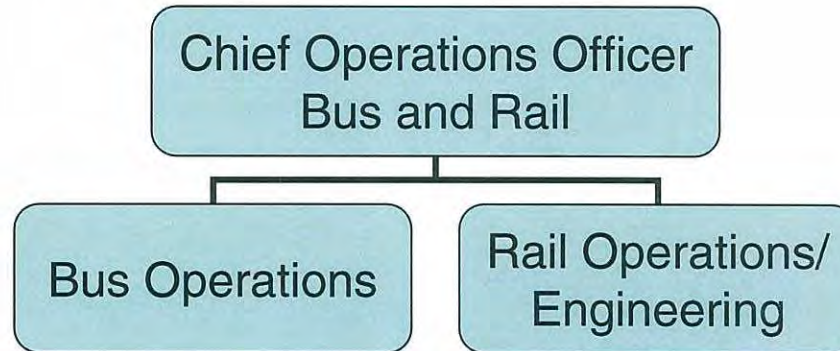 Chief Operations Officer
Bus and Rail
Bus Operations
Rail Operations/
Engineering